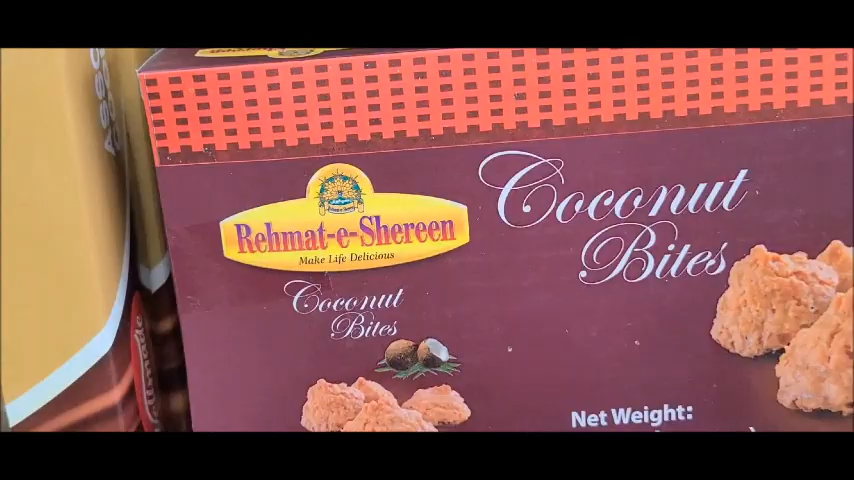 Rehmat-e-Shereen
Make Life Delicious
Coconut
Bites
Coconut
Bites
Net Weight: